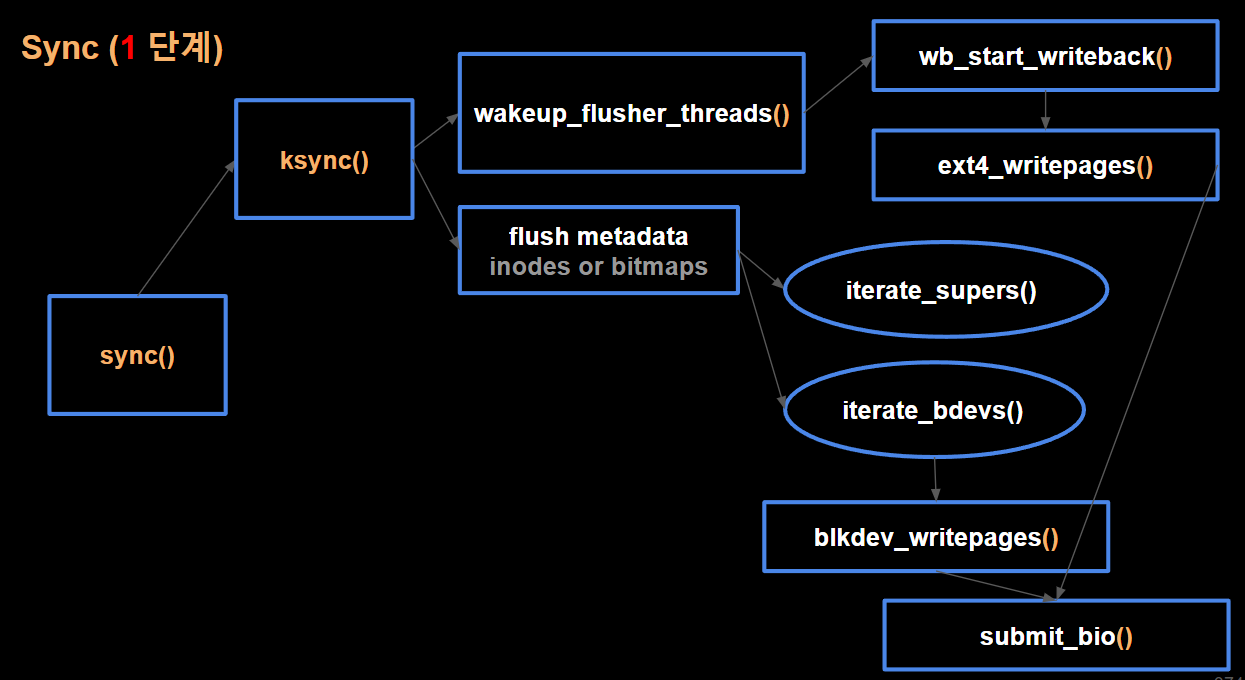 Sync (1 단계)
wb_start_writeback()
wakeup_flusher_threads()
ksync()
ext4_writepages()
flush metadata
inodes or bitmaps
iterate_supers()
sync()
iterate_bdevs()
blkdev_writepages()
submit_bio()